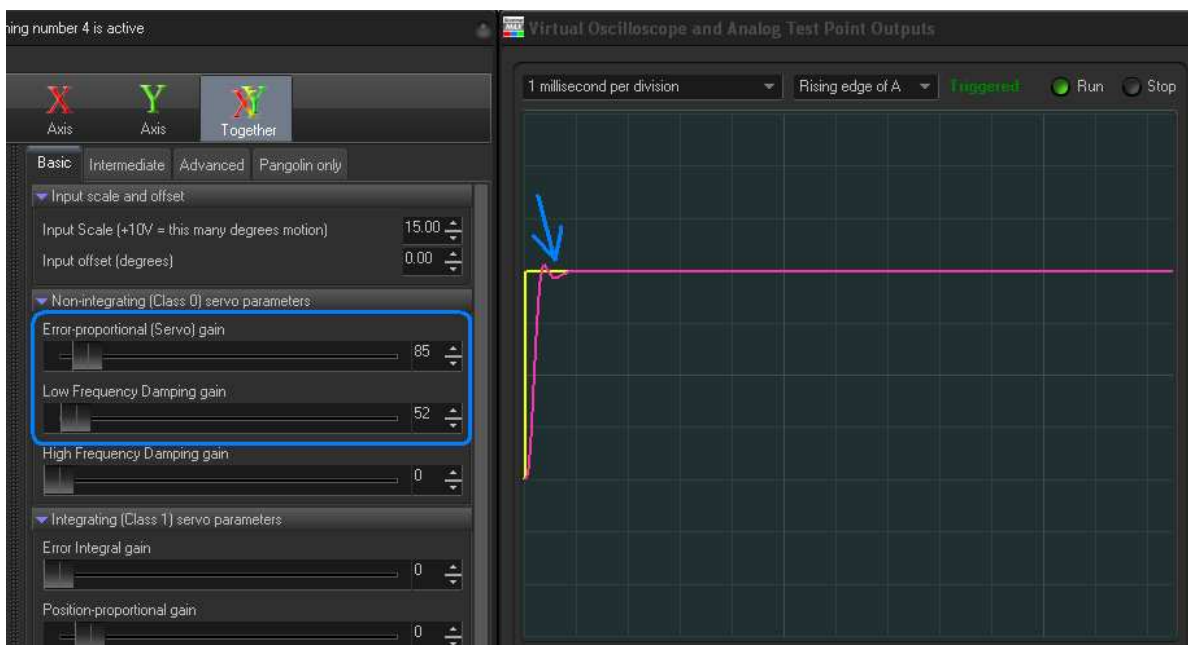 ning number 4 is active
Virtual Oscilloscope and Analog Test Point Outputs
1 millisecond per division
Rising edge of A
Triggered
Run
Stop
X
Axis
Y
Axis
XY
Together
Basic
Intermediate
Advanced
Pangolin only
Input scale and offset
Input Scale (+10V = this many degrees motion)
15.00
Input offset (degrees)
0.00
Non-integrating (Class 0) servo parameters
Error-proportional (Servo) gain
85
Low Frequency Damping gain
52
High Frequency Damping gain
0
Integrating (Class 1) servo parameters
Error Integral gain
0
Position-proportional gain
0